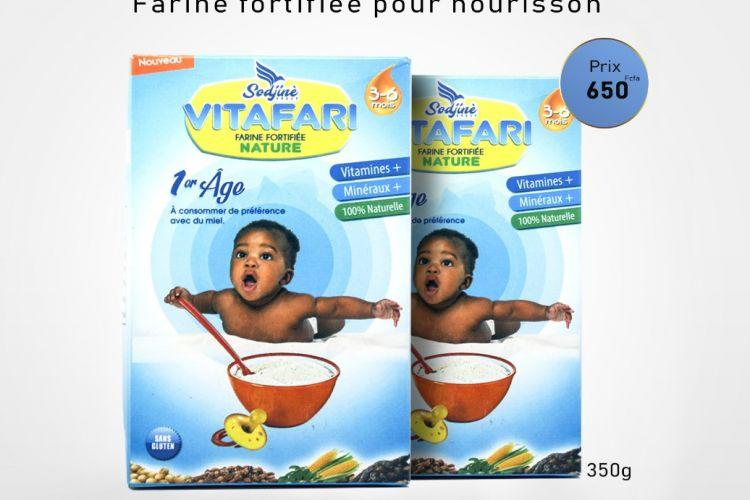 Farine fortifiée pour nourisson
Nouveau
Sodjinè
VITAFARI
FARINE FORTIFIÉE
NATURE
3-6
mois
1er Âge
À consommer de préférence
avec du miel.
Vitamines +
Minéraux +
100% Naturelle
SANS
GLUTEN
Sodjinè
TAFARI
FARINE FORTIFIÉE
NATURE
3-6
mois
Âge
de préférence
Vitamines +
Minéraux +
100% Naturelle
Prix
650 Fcfa
350g